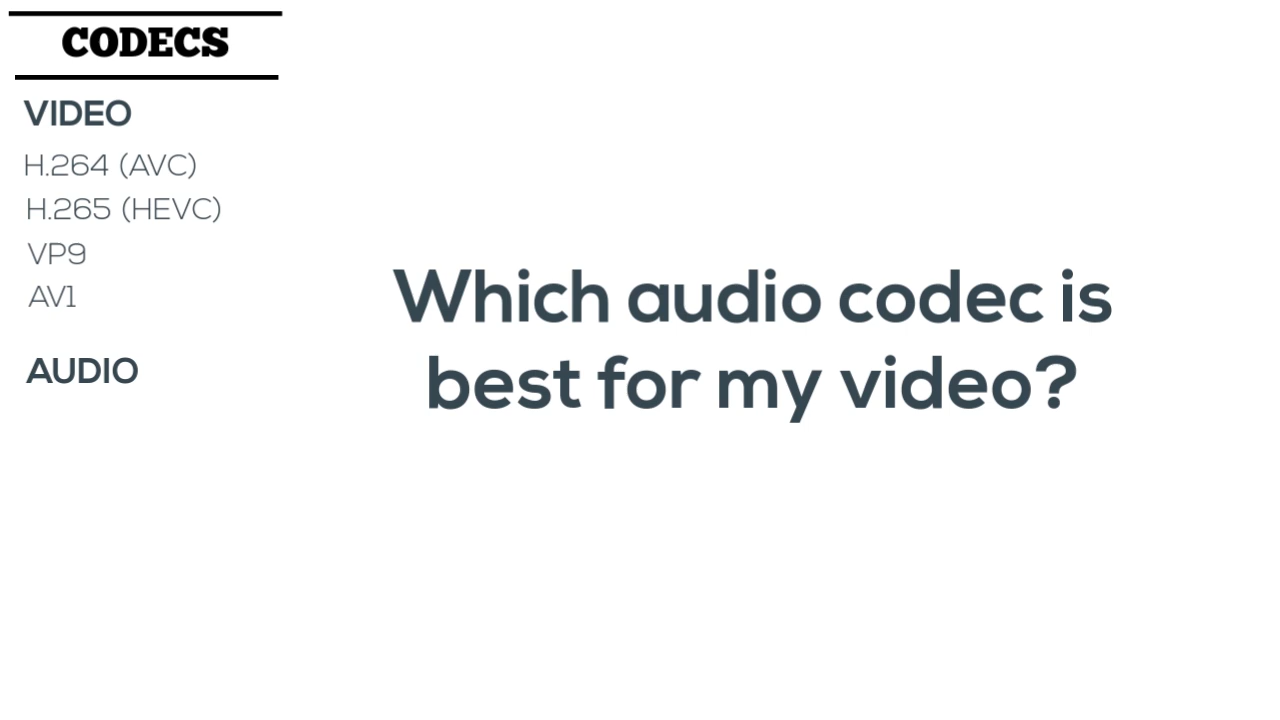 CODECS
VIDEO
H.264 (AVC)
H.265 (HEVC)
VP9
AV1
AUDIO
Which audio codec is
best for my video?